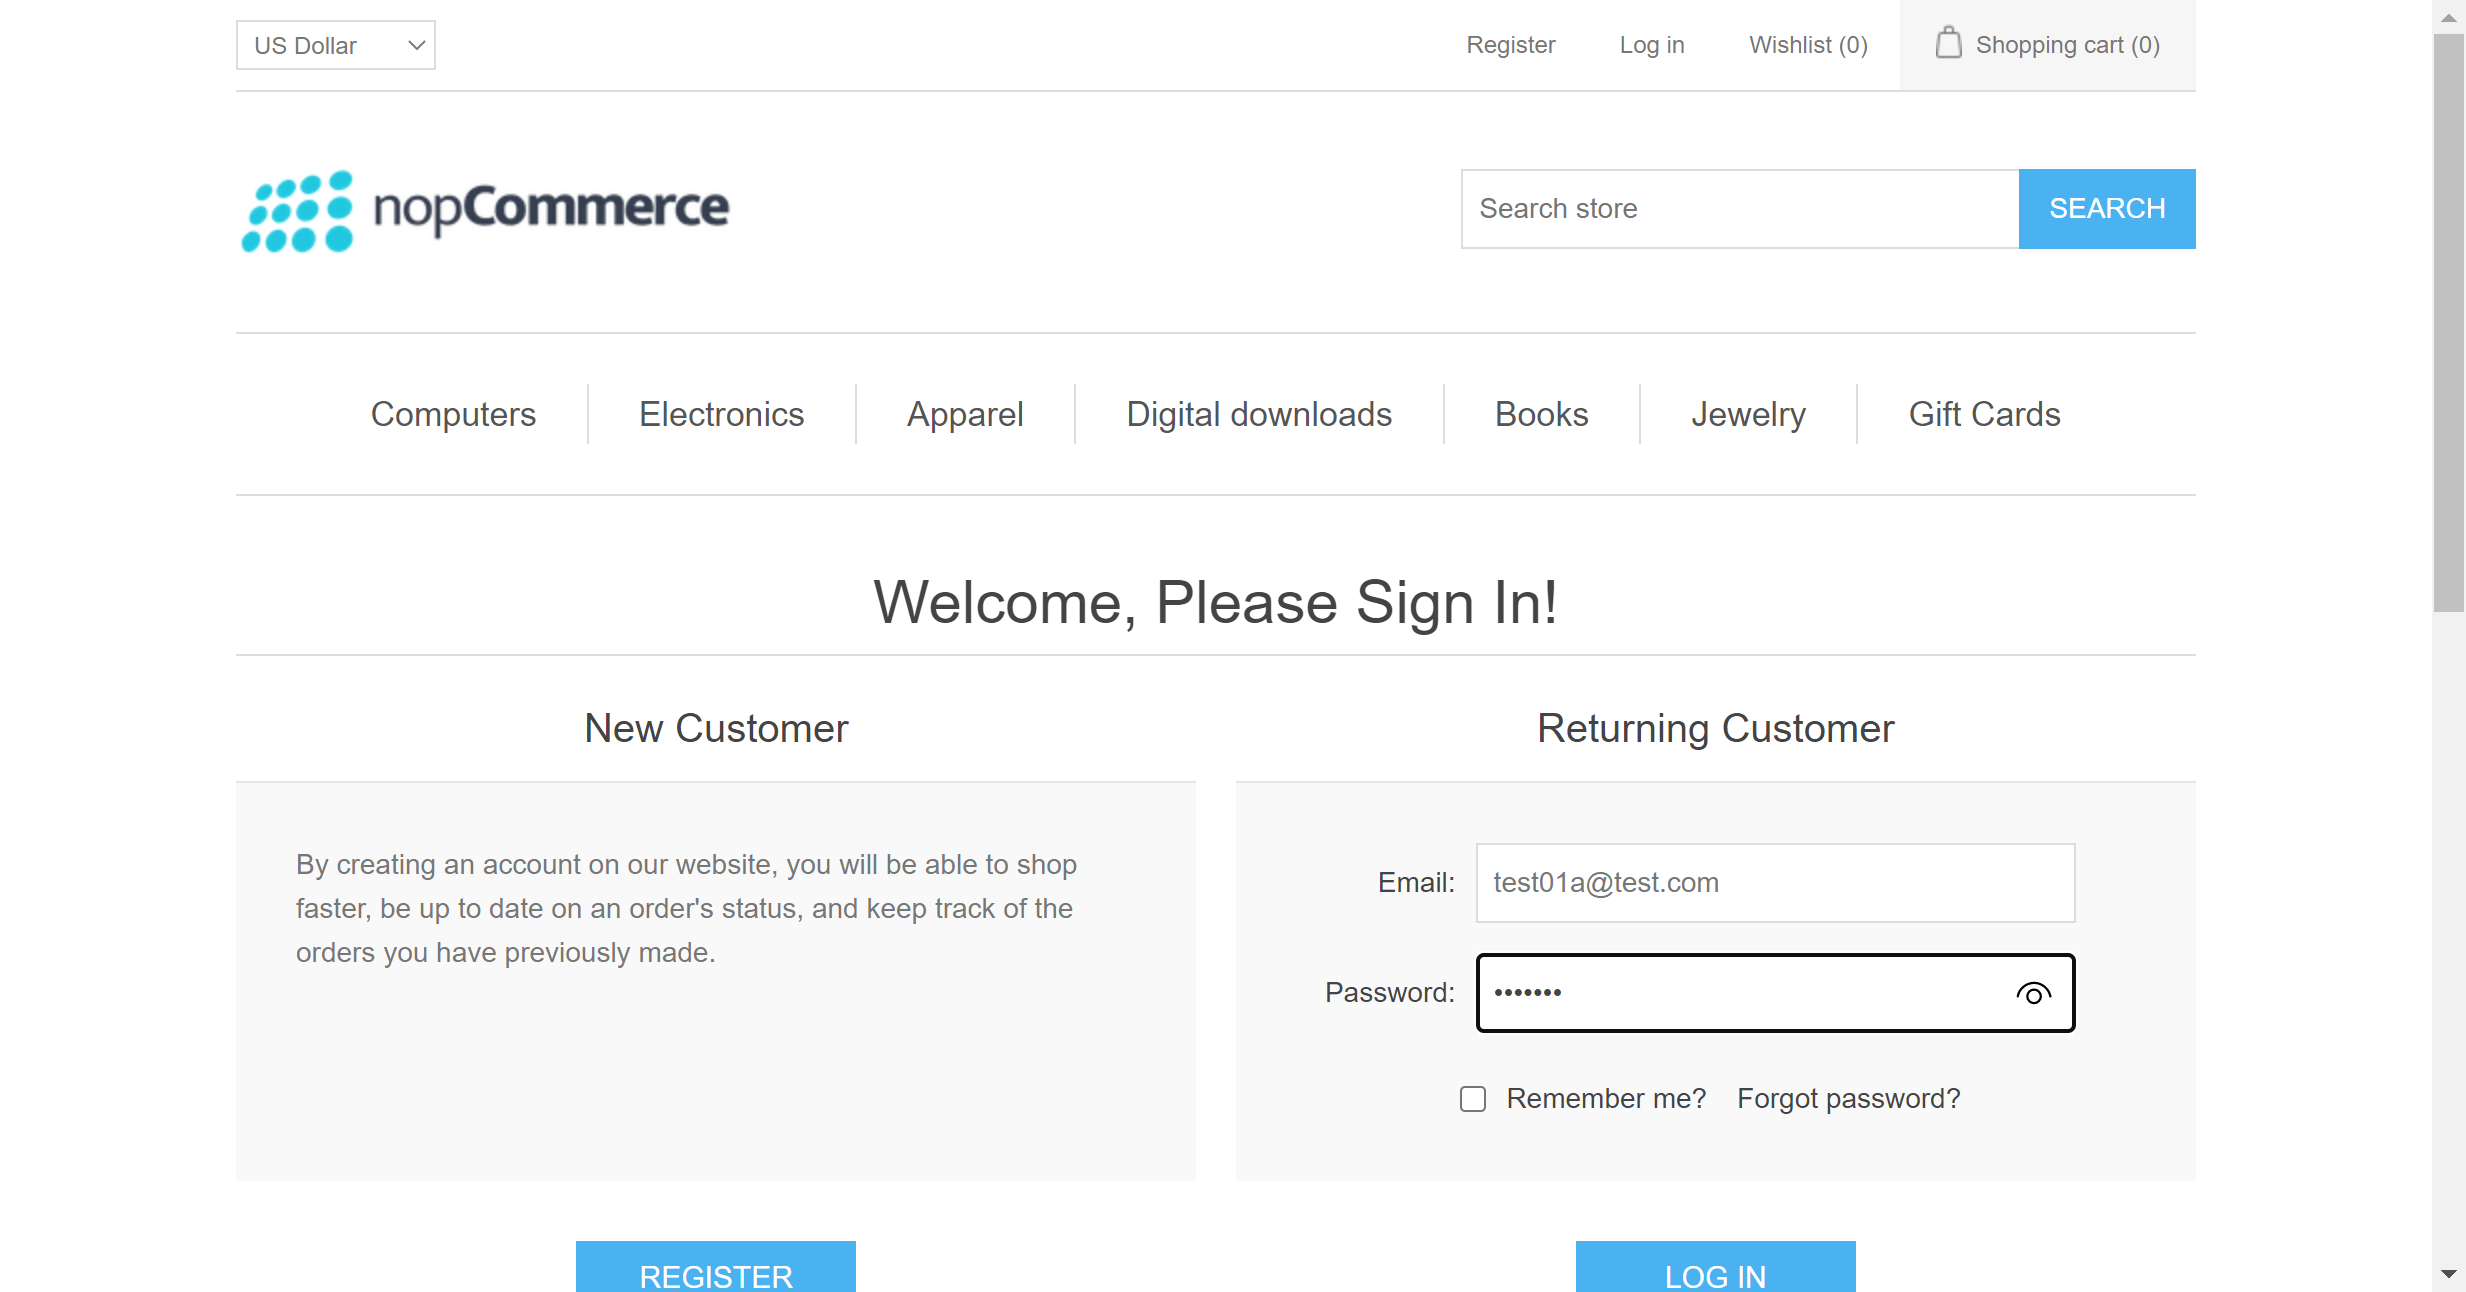 US Dollar
Register
Log in
Wishlist (0)
Shopping cart (0)
nopCommerce
Search store
SEARCH
Computers
Electronics
Apparel
Digital downloads
Books
Jewelry
Gift Cards
Welcome, Please Sign In!
New Customer
By creating an account on our website, you will be able to shop
faster, be up to date on an order's status, and keep track of the
orders you have previously made.
REGISTER
Returning Customer
Email:
test01a@test.com
Password:
•••••••
Remember me?
Forgot password?
LOG IN